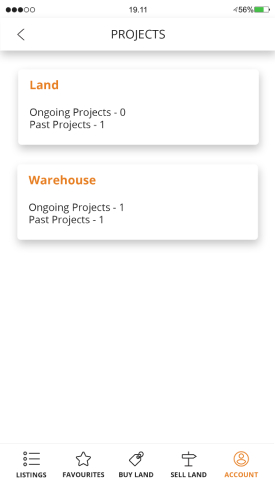 19.11
56%
PROJECTS
Land
Ongoing Projects - 0
Past Projects - 1
Warehouse
Ongoing Projects - 1
Past Projects - 1
LISTINGS FAVOURITES BUY LAND SELL LAND ACCOUNT